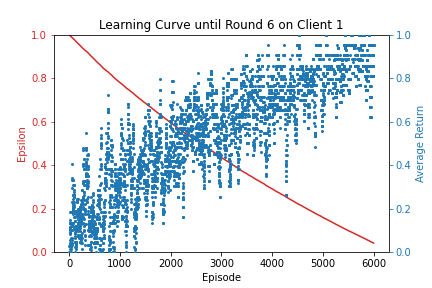 Learning Curve until Round 6 on Client 1
1.0 1.0
0.8 0.8
0.6 0.6
0.4 0.4
0.2 0.2
0.0 0.0
Epsilon
Average Return
0 1000 2000 3000 4000 5000 6000
Episode